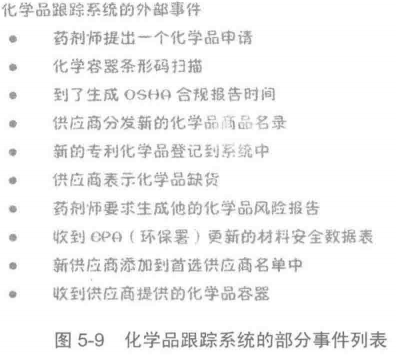 化学品跟踪系统的外部事件
● 药剂师提出一个化学品申请
● 化学容器条形码扫描
● 到了生成 OSHA 合规报告时间
● 供应商分发新的化学品商品名录
● 新的专利化学品登记到系统中
● 供应商表示化学品缺货
● 药剂师要求生成他的化学品风险报告
● 收到 EPA（环保署）更新的材料安全数据表
● 新供应商添加到首选供应商名单中
● 收到供应商提供的化学品容器
图 5-9 化学品跟踪系统的部分事件列表